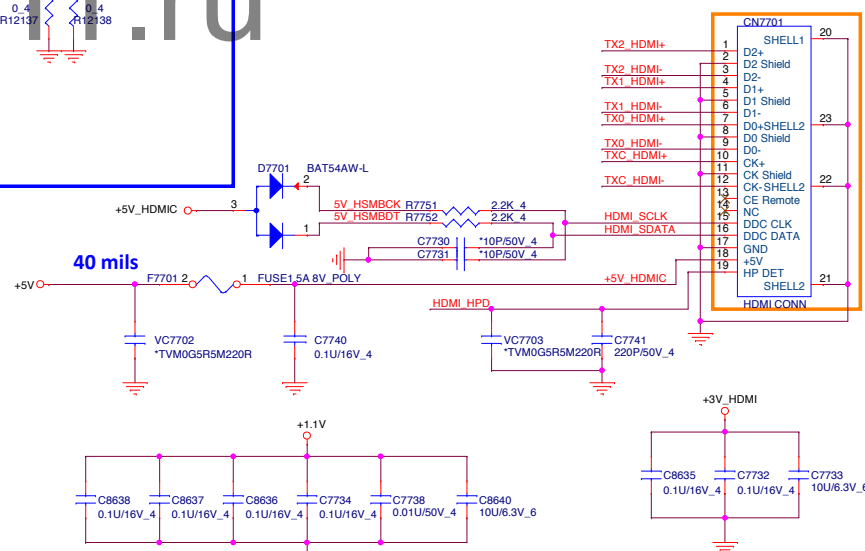 0_4 0_4
R12137 R12138
.ru
CN7701
TX2_HDMI+ 1 D2+ SHELL1 20
2 D2 Shield
TX2_HDMI- 3 D2-
TX1_HDMI+ 4 D1+
5 D1 Shield
TX1_HDMI- 6 D1-
TX0_HDMI+ 7 D0+ SHELL2 23
8 D0 Shield
TX0_HDMI- 9 D0-
TXC_HDMI+ 10 CK+
11 CK Shield
TXC_HDMI- 12 CK- SHELL2 22
13 CE Remote
14 NC
HDMI_SCLK 15 DDC CLK
HDMI_SDATA 16 DDC DATA
17 GND
+5V_HDMIC 18 +5V
19 HP DET
SHELL2 21
HDMI CONN
D7701 BAT54AW-L
+5V_HDMIC 3 2 1
5V_HSMBCK R7751 2.2K_4
5V_HSMBDT R7752 2.2K_4
C7730 *10P/50V_4
C7731 *10P/50V_4
40 mils
+5V F7701 2 1 FUSE1.5A 8V_POLY
HDMI_HPD
VC7702
*TVM0G5R5M220R
C7740
0.1U/16V_4
VC7703
*TVM0G5R5M220R
C7741
220P/50V_4
+1.1V
C8638
0.1U/16V_4
C8637
0.1U/16V_4
C8636
0.1U/16V_4
C7734
0.1U/16V_4
C7738
0.01U/50V_4
C8640
10U/6.3V_6
+3V_HDMI
C8635
0.1U/16V_4
C7732
0.1U/16V_4
C7733
10U/6.3V_6